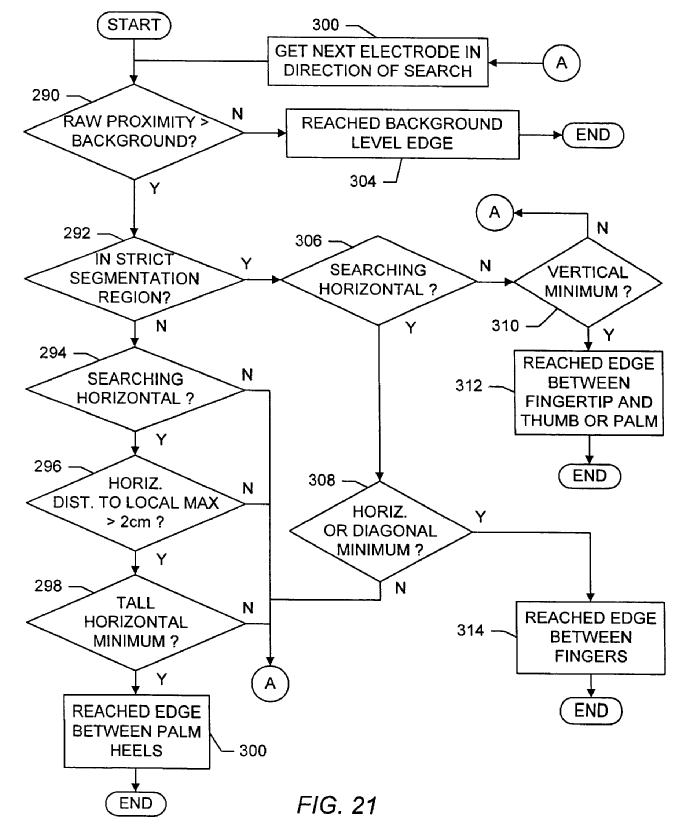 START
300
GET NEXT ELECTRODE IN
DIRECTION OF SEARCH
A
290
RAW PROXIMITY >
BACKGROUND?
N
REACHED BACKGROUND
LEVEL EDGE
END
304
Y
A
N
292
IN STRICT
SEGMENTATION
REGION?
Y
306
SEARCHING
HORIZONTAL ?
N
VERTICAL
MINIMUM ?
310
N
Y
Y
294
SEARCHING
HORIZONTAL ?
N
312
REACHED EDGE
BETWEEN
FINGERTIP AND
THUMB OR PALM
END
Y
296
HORIZ.
DIST. TO LOCAL MAX
> 2cm ?
N
308
HORIZ.
OR DIAGONAL
MINIMUM ?
Y
N
Y
298
TALL
HORIZONTAL
MINIMUM ?
N
314
REACHED EDGE
BETWEEN
FINGERS
END
Y
A
REACHED EDGE
BETWEEN PALM
HEELS
300
END
FIG. 21